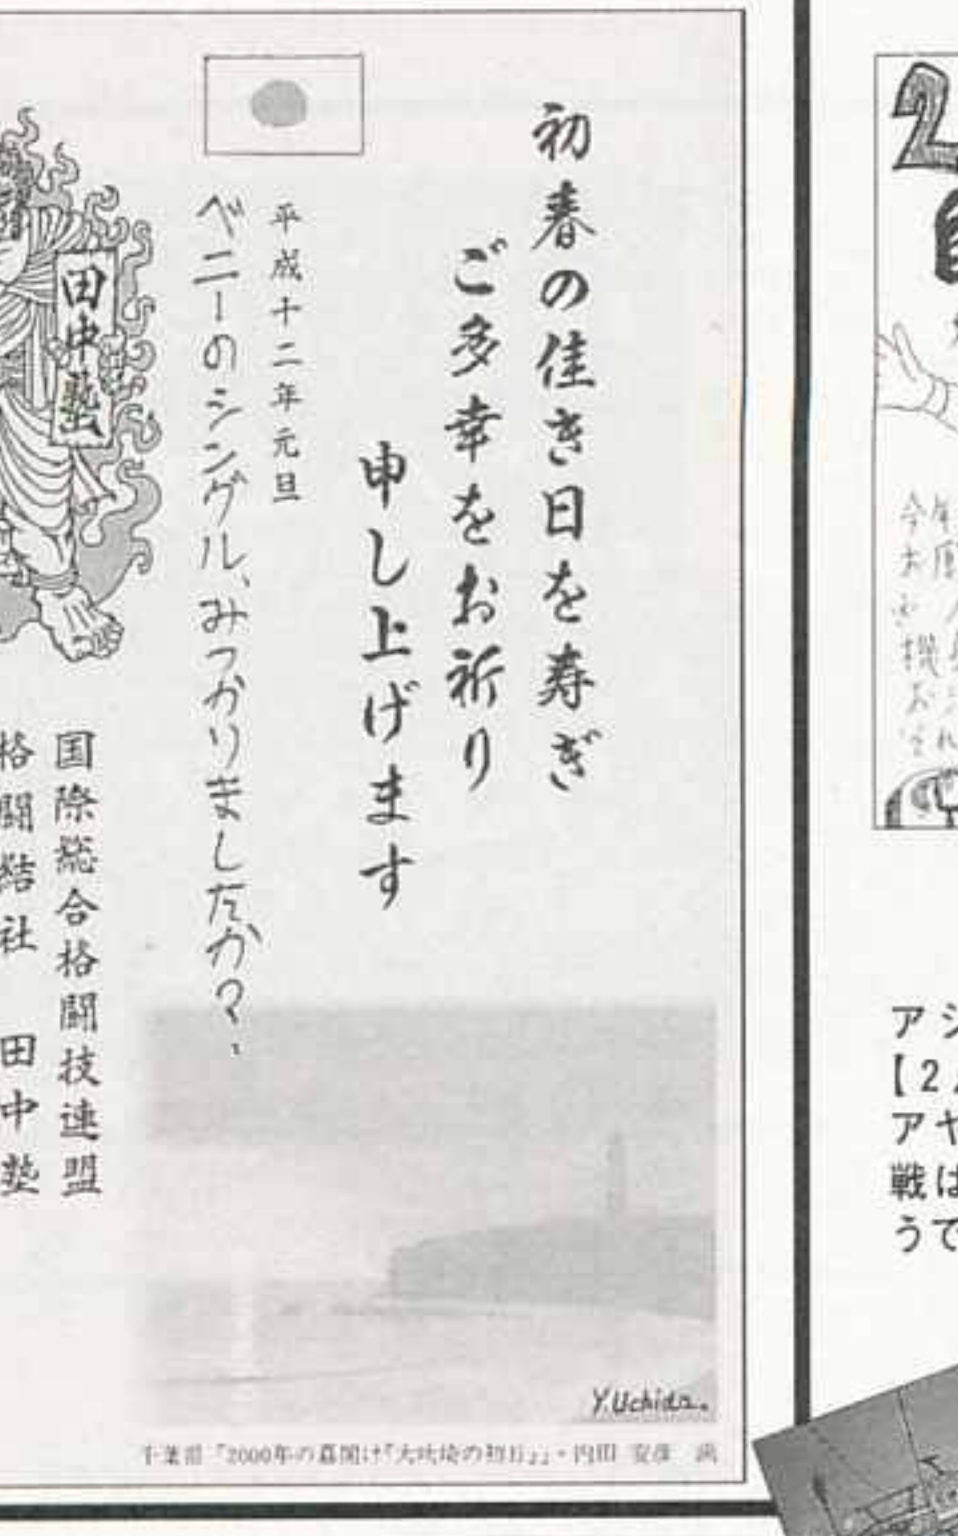 初春の佳き日を寿ぎ
ご多幸をお祈り
申し上げます
平成十二年元旦
ベニーのシングル、みつかりましたか?
田中塾
国際総合格闘技連盟
格闘結社 田中塾
Y.Uchida.
千葉県「2000年の幕開け「犬吠埼の初日」」・内田 安彦 画
アシ
【2
アヤ
戦は
うで